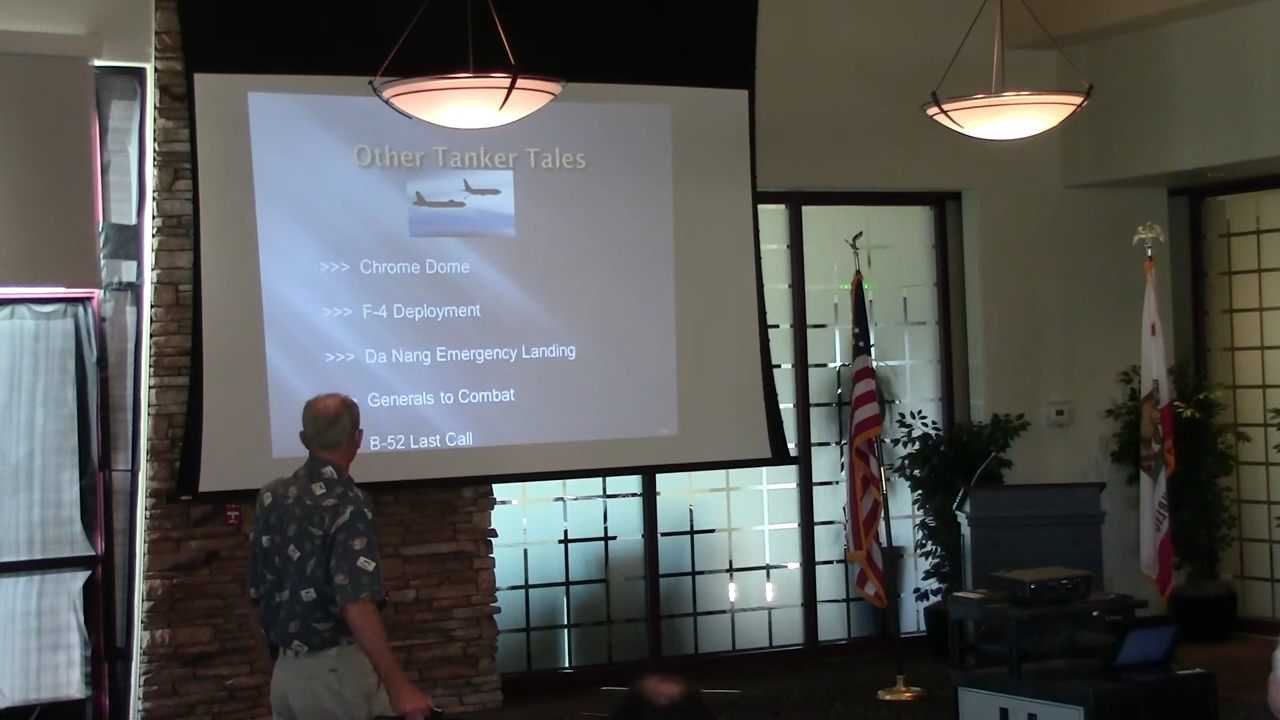 Other Tanker Tales
>>> Chrome Dome
>>> F-4 Deployment
>>> Da Nang Emergency Landing
Generals to Combat
B-52 Last Call